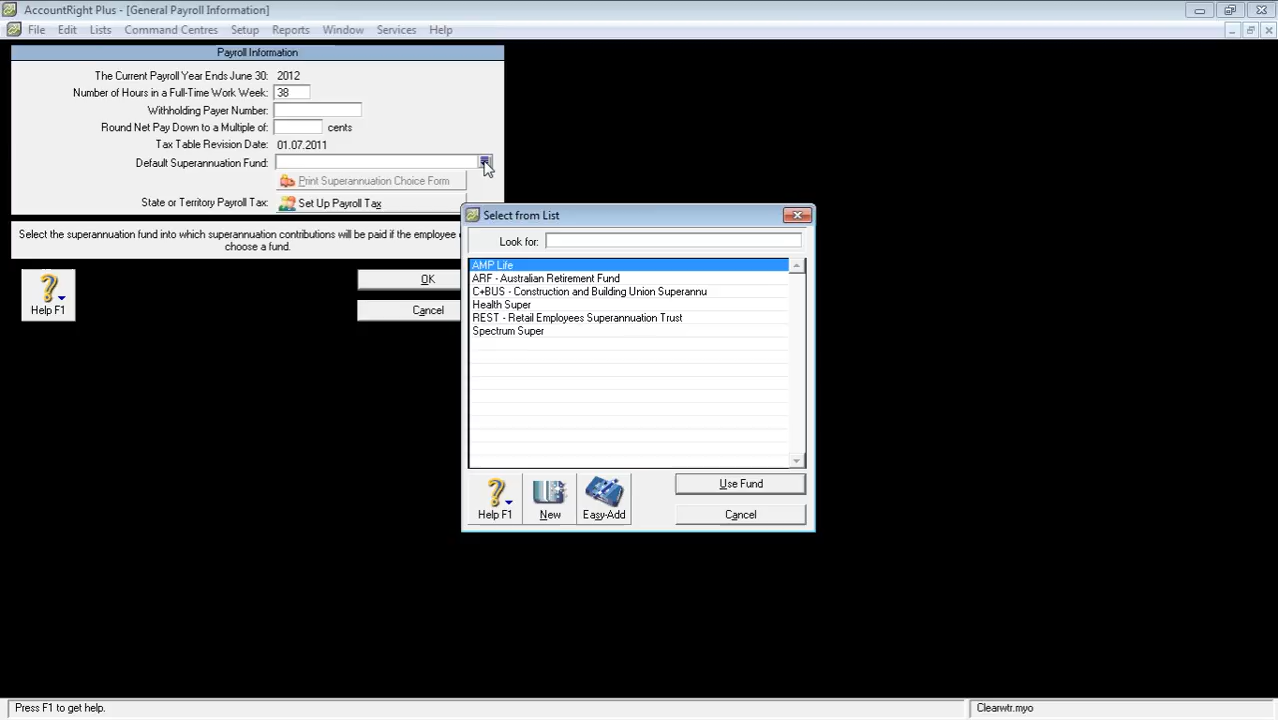 AccountRight Plus - [General Payroll Information]
File Edit Lists Command Centres Setup Reports Window Services Help
Payroll Information
The Current Payroll Year Ends June 30: 2012
Number of Hours in a Full-Time Work Week: 38
Withholding Payer Number:
Round Net Pay Down to a Multiple of: cents
Tax Table Revision Date: 01.07.2011
Default Superannuation Fund:
Print Superannuation Choice Form
State or Territory Payroll Tax: Set Up Payroll Tax
Select the superannuation fund into which superannuation contributions will be paid if the employee
choose a fund.
Help F1
OK
Cancel
Select from List
Look for:
AMP Life
ARF - Australian Retirement Fund
C+BUS - Construction and Building Union Superannu
Health Super
REST - Retail Employees Superannuation Trust
Spectrum Super
Help F1
New
Easy-Add
Use Fund
Cancel
Press F1 to get help.
Clearwtr.myo